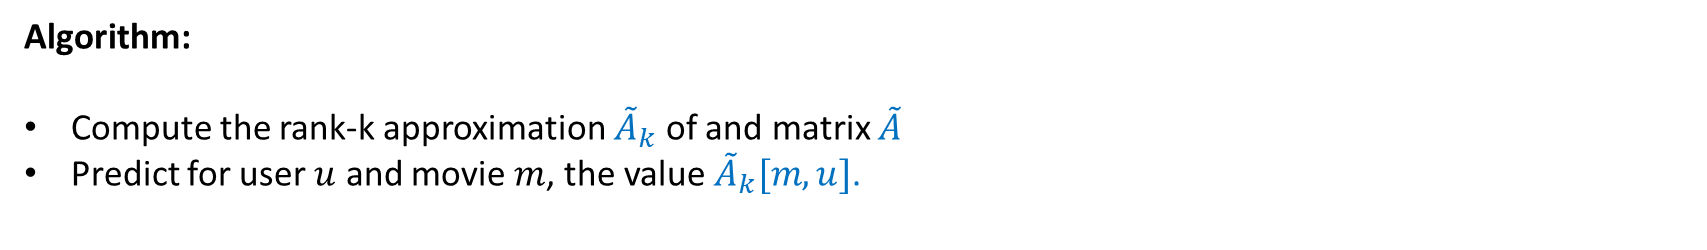 Algorithm:
• Compute the rank-k approximation Ã_k of and matrix Ã
• Predict for user u and movie m, the value Ã_k[m, u].